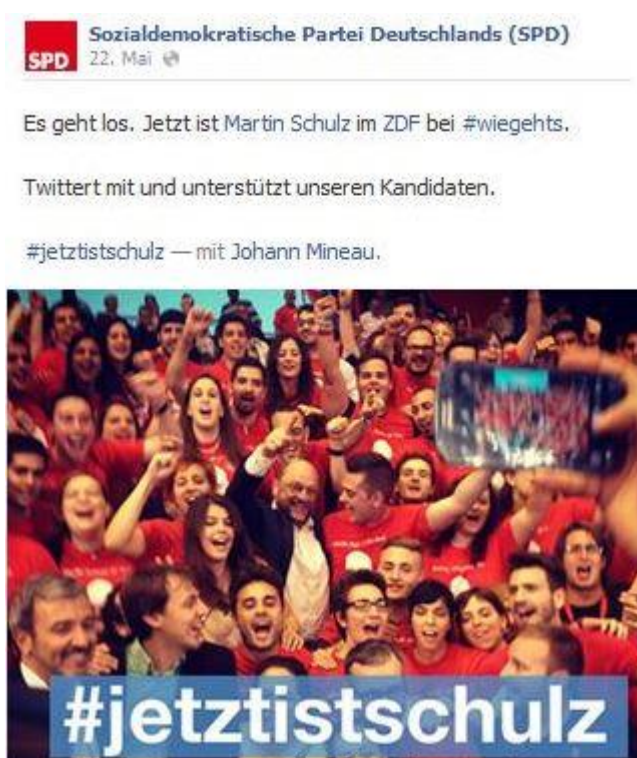 SPD
Sozialdemokratische Partei Deutschlands (SPD)
22. Mai
Es geht los. Jetzt ist Martin Schulz im ZDF bei #wiegehts.
Twittert mit und unterstützt unseren Kandidaten.
#jetztistschulz — mit Johann Mineau.
#jetztistschulz